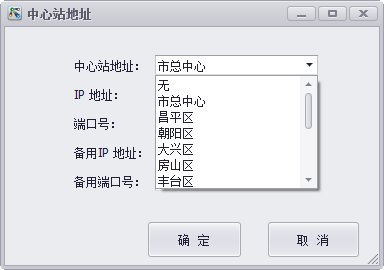 中心站地址
中心站地址： 市总中心
IP 地址：
端口号：
备用IP 地址：
备用端口号：
无
市总中心
昌平区
朝阳区
大兴区
房山区
丰台区
确 定
取 消